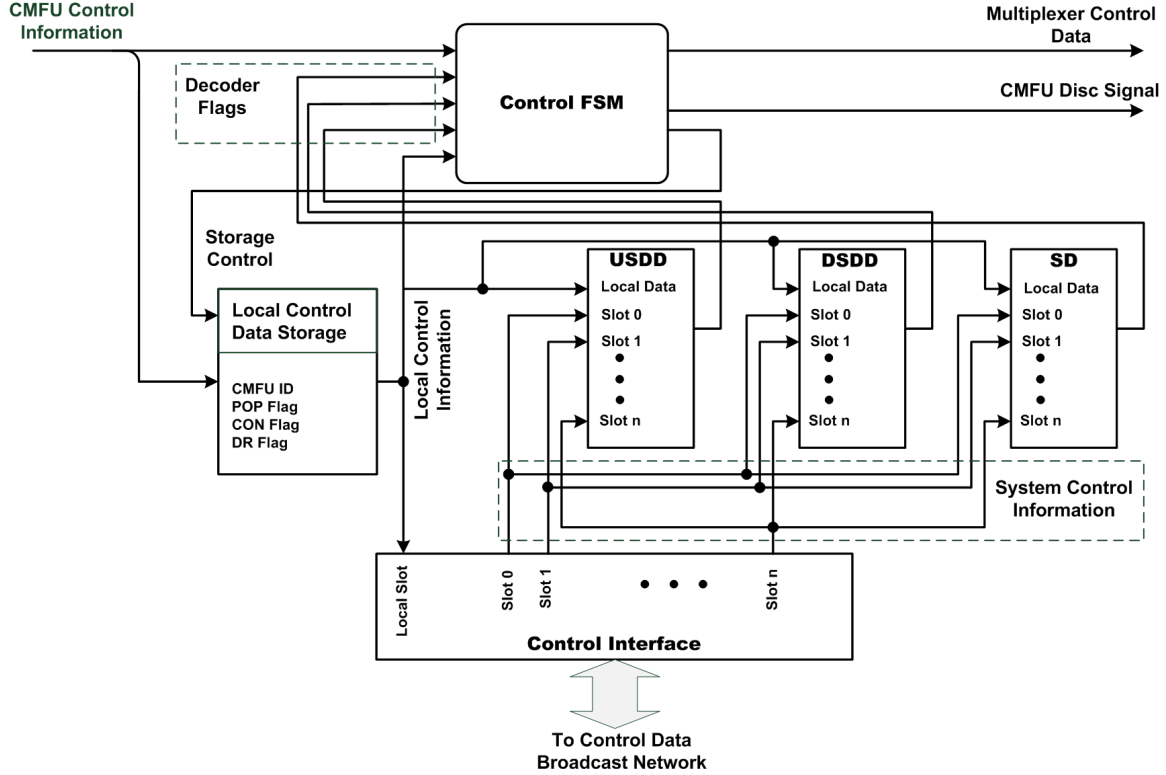 CMFU Control
Information
Multiplexer Control
Data
Decoder
Flags
Control FSM
CMFU Disc Signal
Storage
Control
USDD
Local Data
Slot 0
Slot 1
Slot n
DSDD
Local Data
Slot 0
Slot 1
Slot n
SD
Local Data
Slot 0
Slot 1
Slot n
Local Control
Data Storage
CMFU ID
POP Flag
CON Flag
DR Flag
Local Control
Information
System Control
Information
Local Slot
Slot 0
Slot 1
Slot n
Control Interface
To Control Data
Broadcast Network